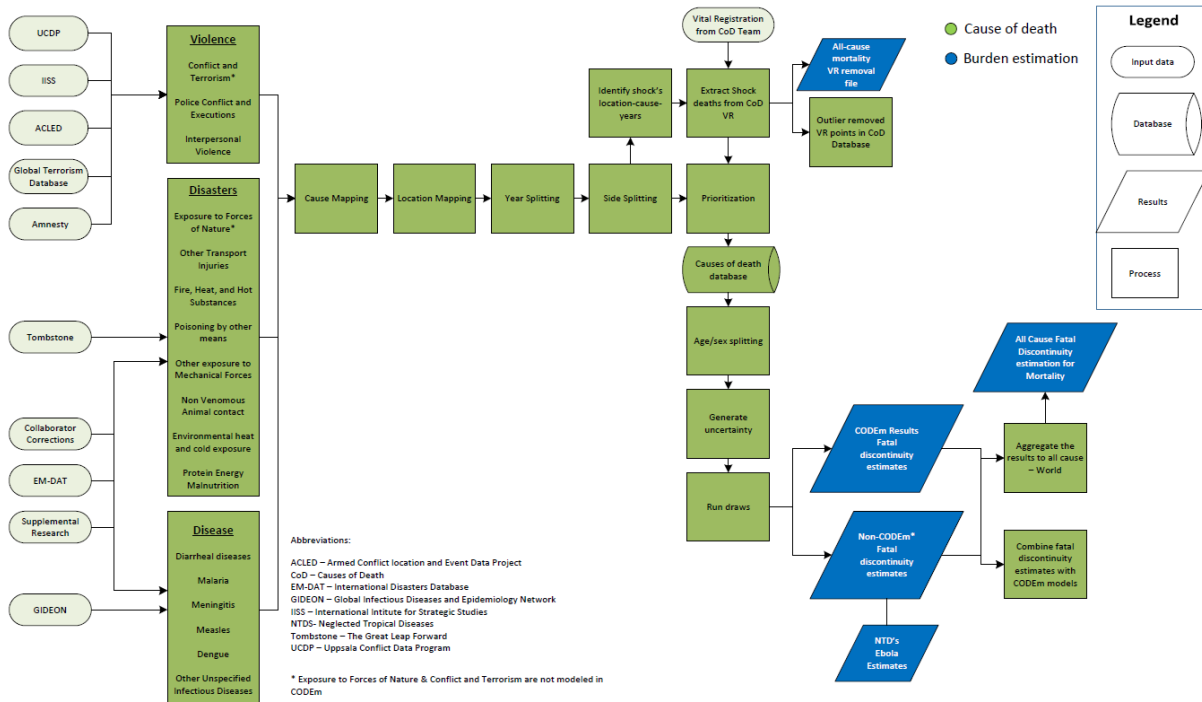 UCDP
IISS
ACLED
Global Terrorism
Database
Amnesty
Tombstone
Collaborator
Corrections
EM-DAT
Supplemental
Research
GIDEON
Violence
Conflict and
Terrorism*
Police Conflict and
Executions
Interpersonal
Violence
Disasters
Exposure to Forces
of Nature*
Other Transport
Injuries
Fire, Heat, and Hot
Substances
Poisoning by other
means
Other exposure to
Mechanical Forces
Non Venomous
Animal contact
Environmental heat
and cold exposure
Protein Energy
Malnutrition
Disease
Diarrheal diseases
Malaria
Meningitis
Measles
Dengue
Other Unspecified
Infectious Diseases
Cause Mapping
Location Mapping
Year Splitting
Side Splitting
Identify shock's
location-cause-
years
Vital Registration
from CoD Team
Extract Shock
deaths from CoD
VR
All-cause
mortality
VR removal
file
Outlier removed
VR points in CoD
Database
Prioritization
Causes of death
database
Age/sex splitting
Generate
uncertainty
Run draws
CODEm Results
Fatal
discontinuity
estimates
Non-CODEm*
Fatal
discontinuity
estimates
NTD's
Ebola
Estimates
All Cause Fatal
Discontinuity
estimation for
Mortality
Aggregate the
results to all cause
– World
Combine fatal
discontinuity
estimates with
CODEm models
Cause of death
Burden estimation
Legend
Input data
Database
Results
Process
Abbreviations:
ACLED – Armed Conflict location and Event Data Project
CoD – Causes of Death
EM-DAT – International Disasters Database
GIDEON – Global Infectious Diseases and Epidemiology Network
IISS – International Intitute for Strategic Studies
NTDS- Neglected Tropical Diseases
Tombstone – The Great Leap Forward
UCDP – Uppsala Conflict Data Program
* Exposure to Forces of Nature & Conflict and Terrorism are not modeled in
CODEm